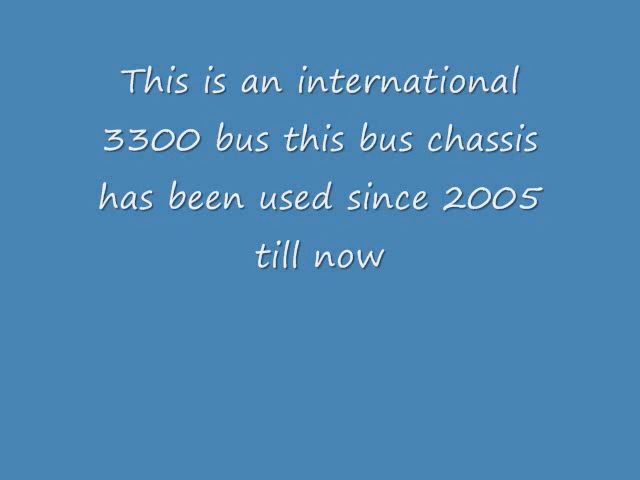 This is an international
3300 bus this bus chassis
has been used since 2005
till now